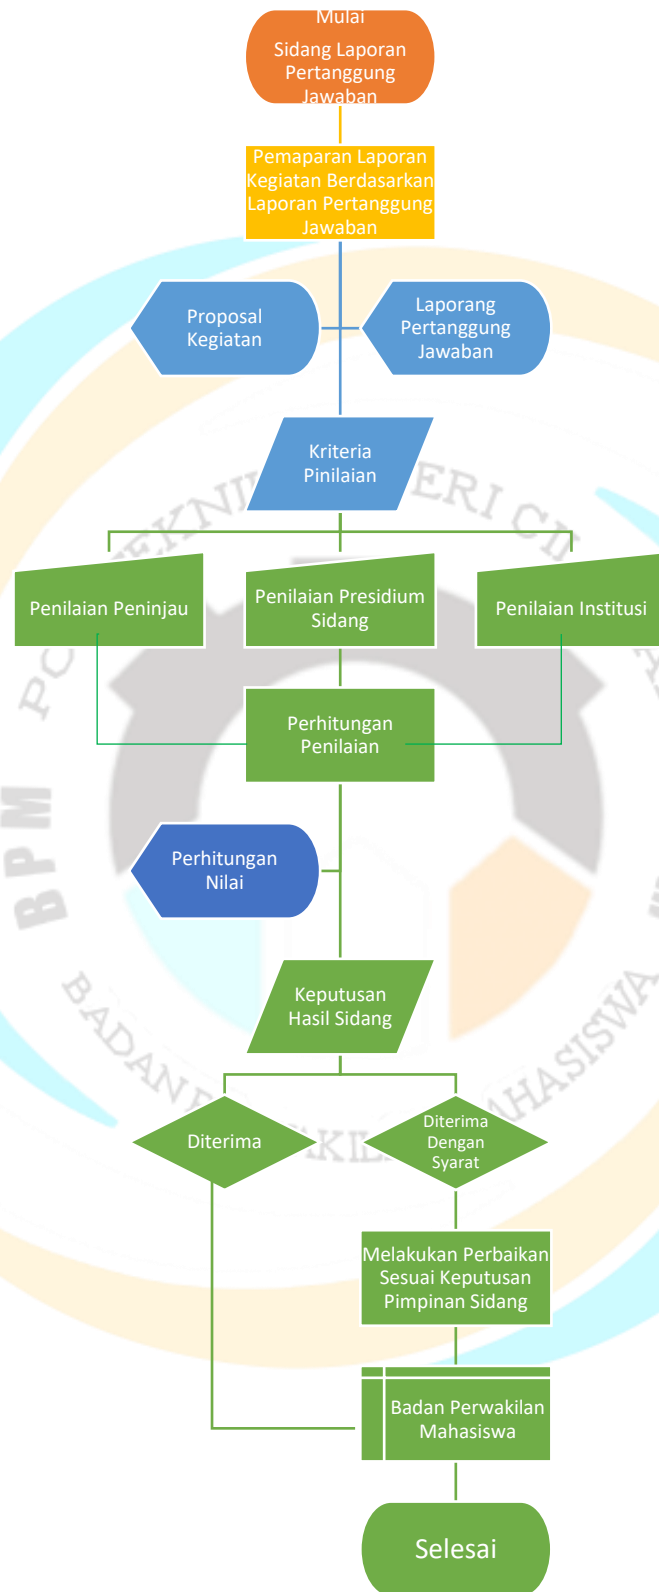 Mulai
Sidang Laporan
Pertanggung
Jawaban
Pemaparan Laporan
Kegiatan Berdasarkan
Laporan Pertanggung
Jawaban
Proposal
Kegiatan
Laporang
Pertanggung
Jawaban
Kriteria
Pinilaian
Penilaian Peninjau
Penilaian Presidium
Sidang
Penilaian Institusi
Perhitungan
Penilaian
Perhitungan
Nilai
Keputusan
Hasil Sidang
Diterima
Diterima
Dengan
Syarat
Melakukan Perbaikan
Sesuai Keputusan
Pimpinan Sidang
Badan Perwakilan
Mahasiswa
Selesai
BPM